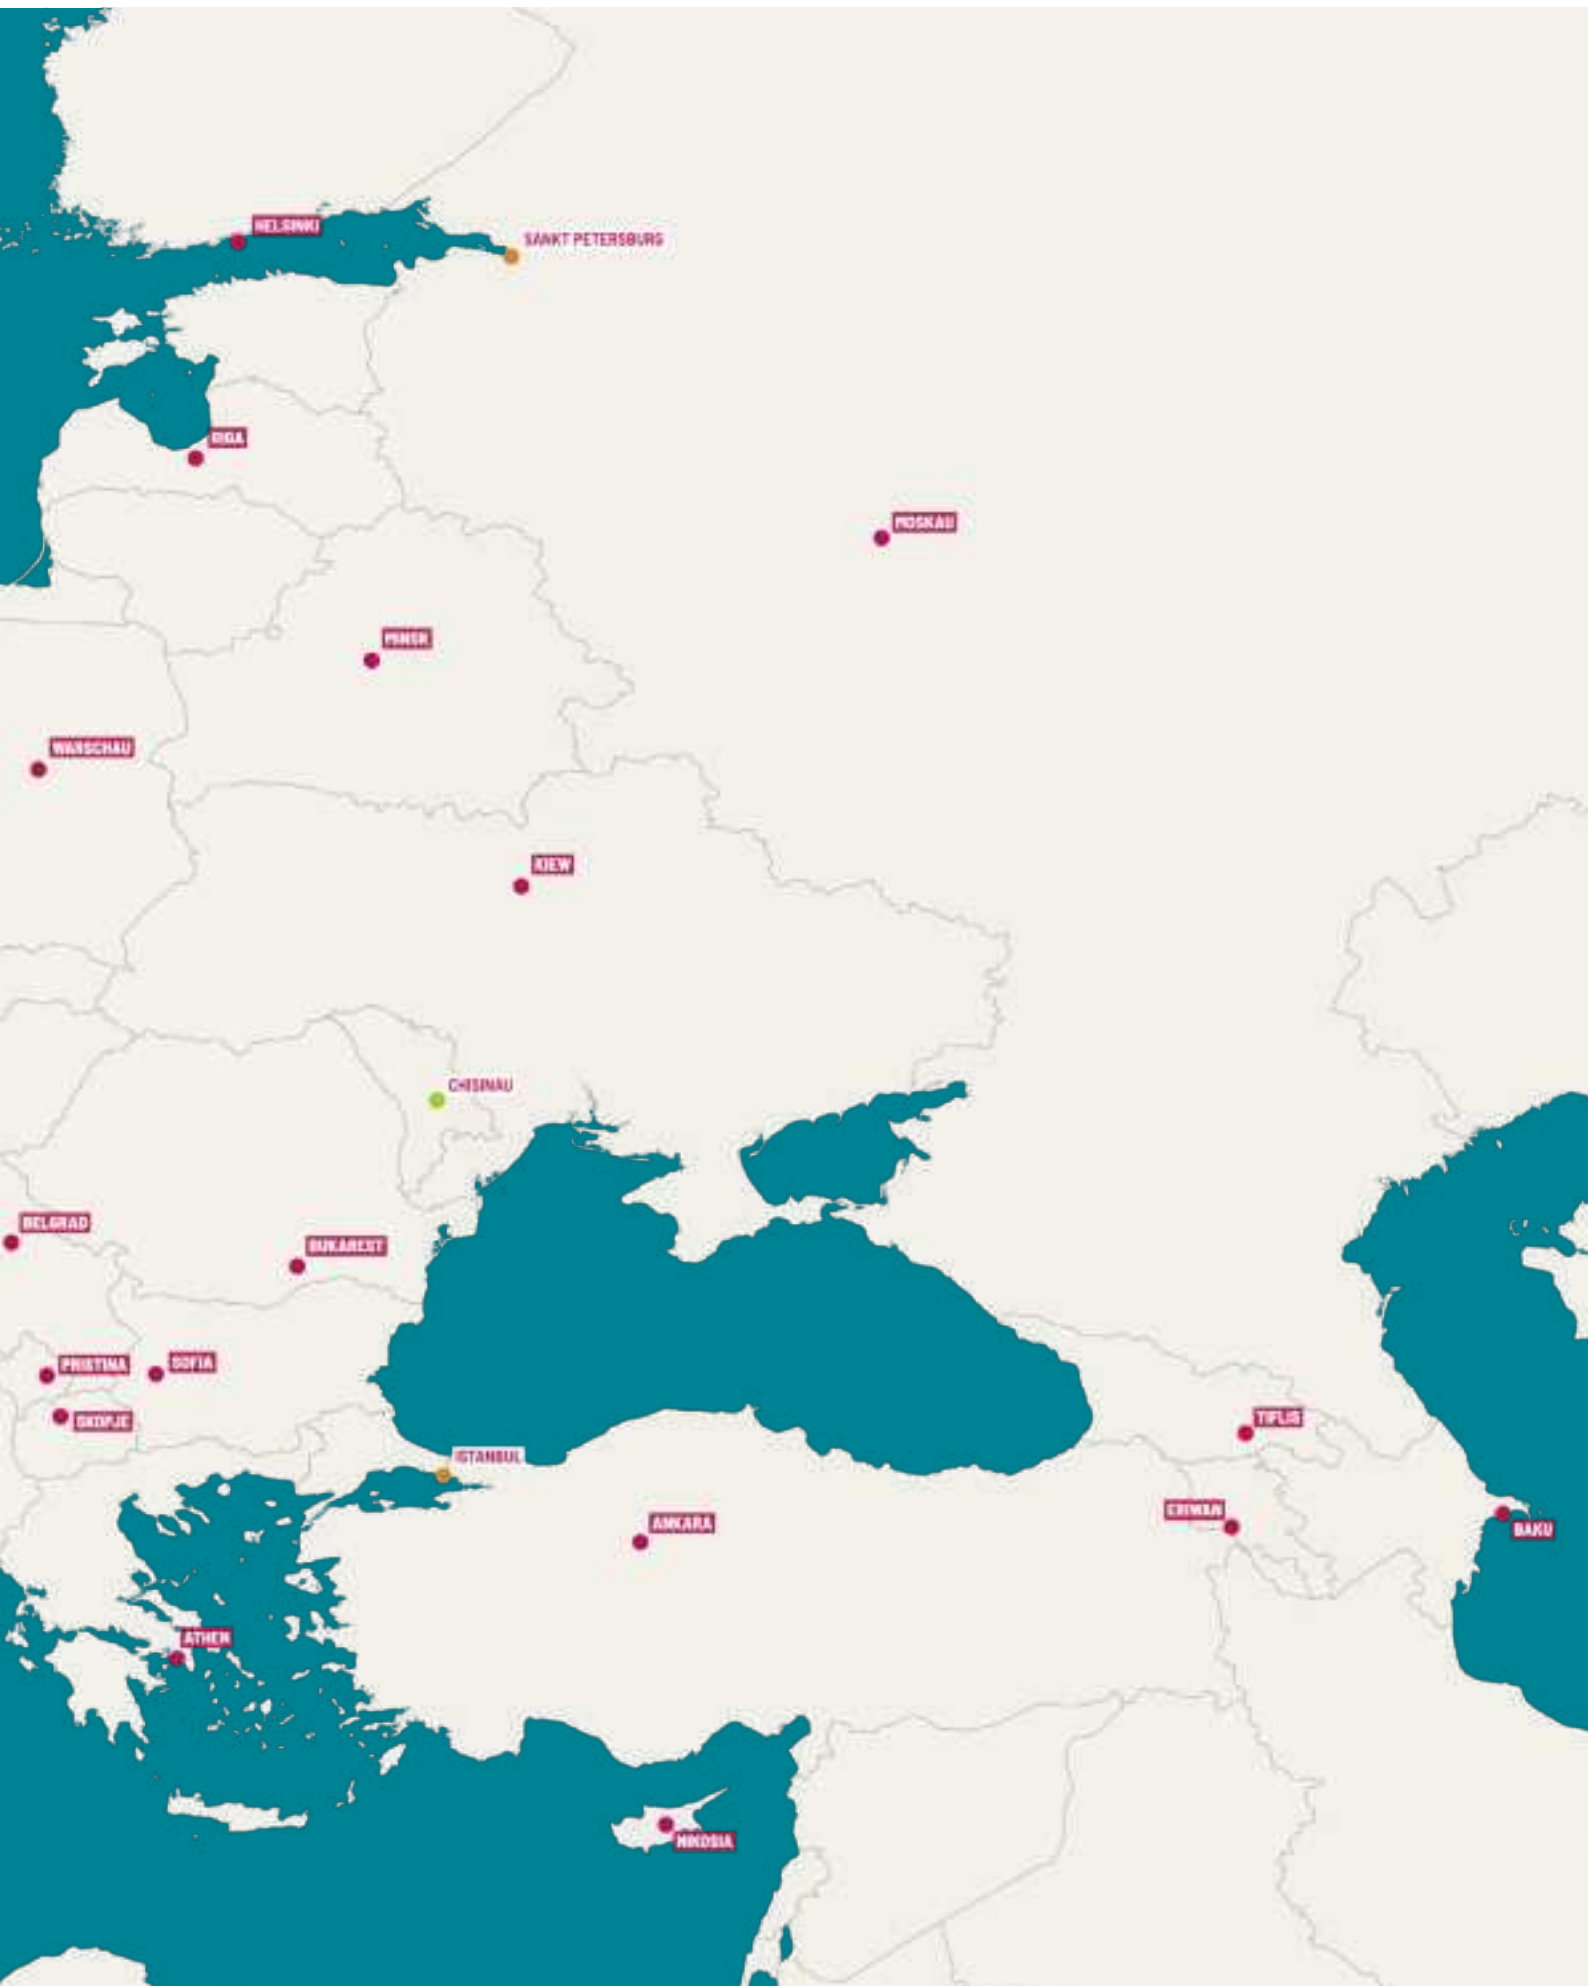 HELSINKI
SANKT PETERSBURG
RIGA
MOSKAU
MINSK
WARSCHAU
KIEW
CHISINAU
BELGRAD
BUKAREST
PRISTINA
SOFIA
SKOPJE
TIFLIS
ISTANBUL
ERIWAN
ANKARA
BAKU
ATHEN
NIKOSIA